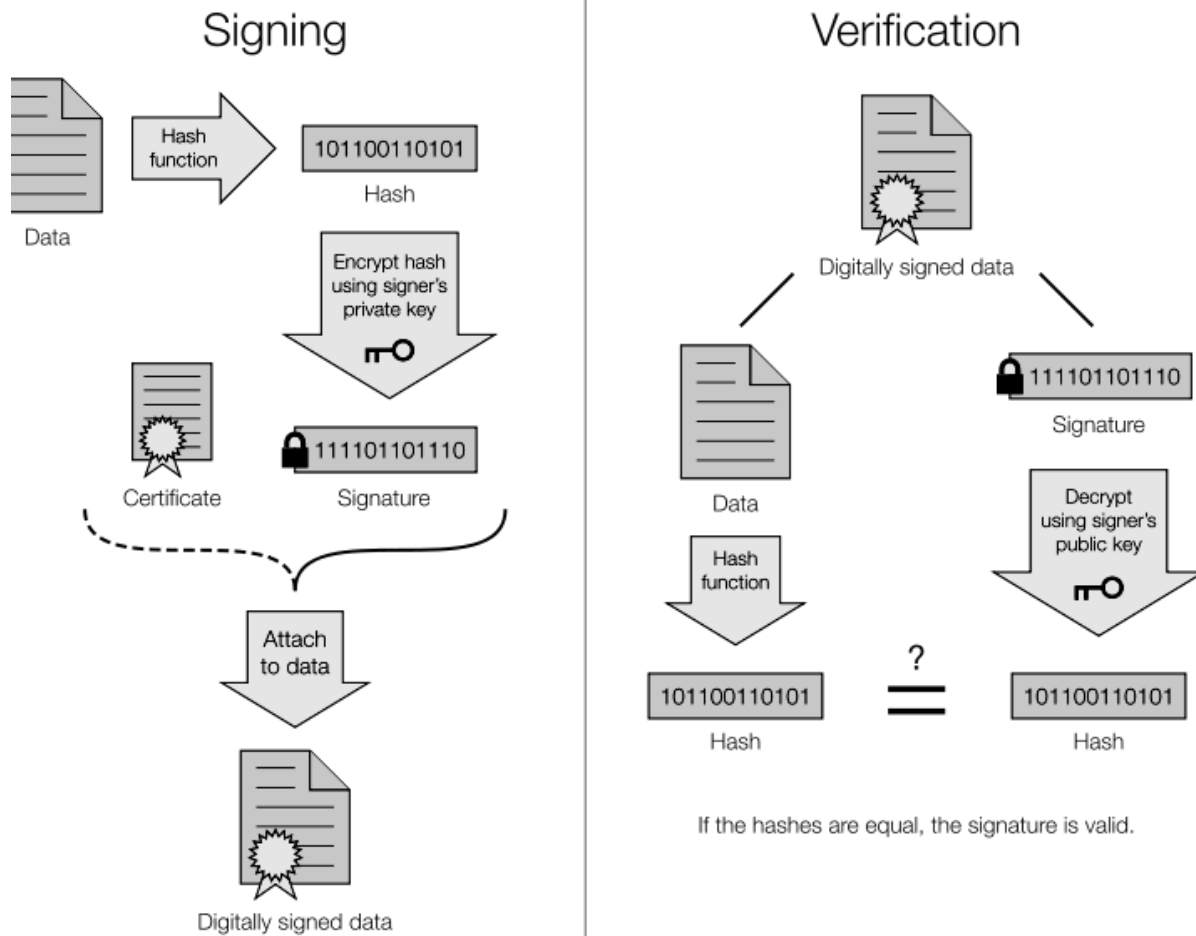 Signing
Hash
function
101100110101
Hash
Data
Encrypt hash
using signer's
private key
Certificate
111101101110
Signature
Attach
to data
Digitally signed data
Verification
Digitally signed data
Data
111101101110
Signature
Hash
function
Decrypt
using signer's
public key
101100110101
Hash
?
=
101100110101
Hash
If the hashes are equal, the signature is valid.